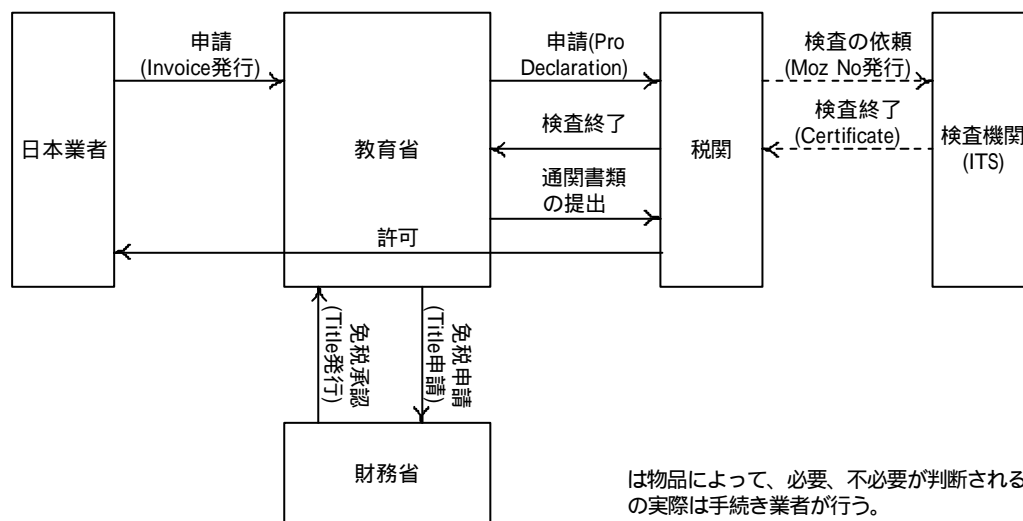 申請
(Invoice発行)
申請(Pro
Declaration)
検査の依頼
(Moz No発行)
検査終了
検査終了
(Certificate)
日本業者
教育省
税関
検査機関
(ITS)
通関書類
の提出
許可
免税承認
(Title発行)
免税申請
(Title申請)
財務省
は物品によって、必要、不必要が判断される
の実際は手続き業者が行う。